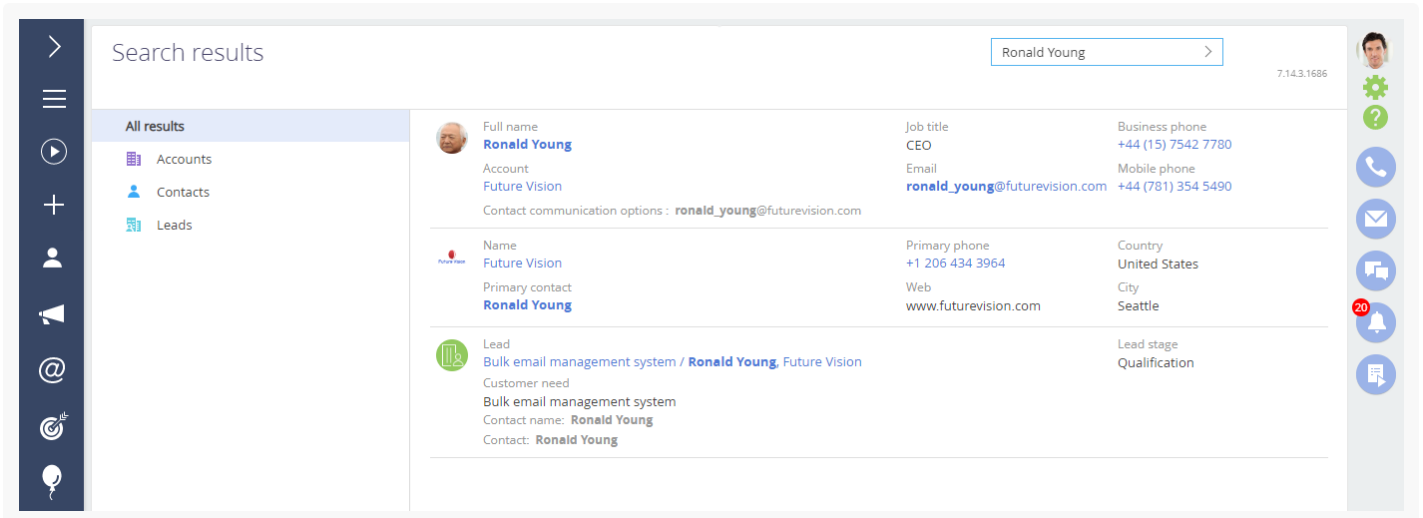 Search results
Ronald Young
7.14.3.1686
All results
Accounts
Contacts
Leads
Full name
Ronald Young
Job title
CEO
Business phone
+44 (15) 7542 7780
Account
Future Vision
Email
ronald_young@futurevision.com
Mobile phone
+44 (781) 354 5490
Contact communication options : ronald_young@futurevision.com
Future Vision
Name
Future Vision
Primary phone
+1 206 434 3964
Country
United States
Primary contact
Ronald Young
Web
www.futurevision.com
City
Seattle
Lead
Bulk email management system / Ronald Young, Future Vision
Lead stage
Qualification
Customer need
Bulk email management system
Contact name: Ronald Young
Contact: Ronald Young
20